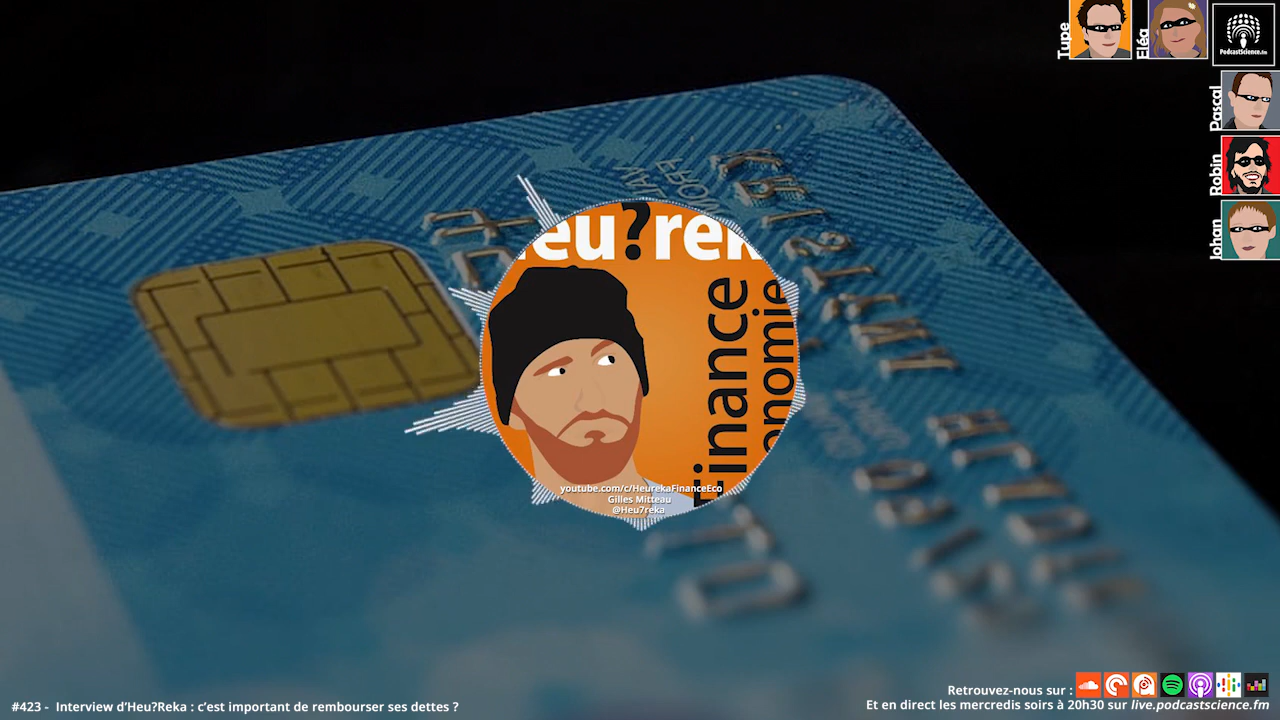 Tupe
Eléa
PodcastScience.fm
Pascal
Robin
Johan
Heu?rek
Finance
onomie
youtube.com/c/HeurekaFinanceEco
Gilles Mitteau
@Heu7reka
Retrouvez-nous sur :
#423 - Interview d’Heu?Reka : c’est important de rembourser ses dettes ?
Et en direct les mercredis soirs à 20h30 sur live.podcastscience.fm